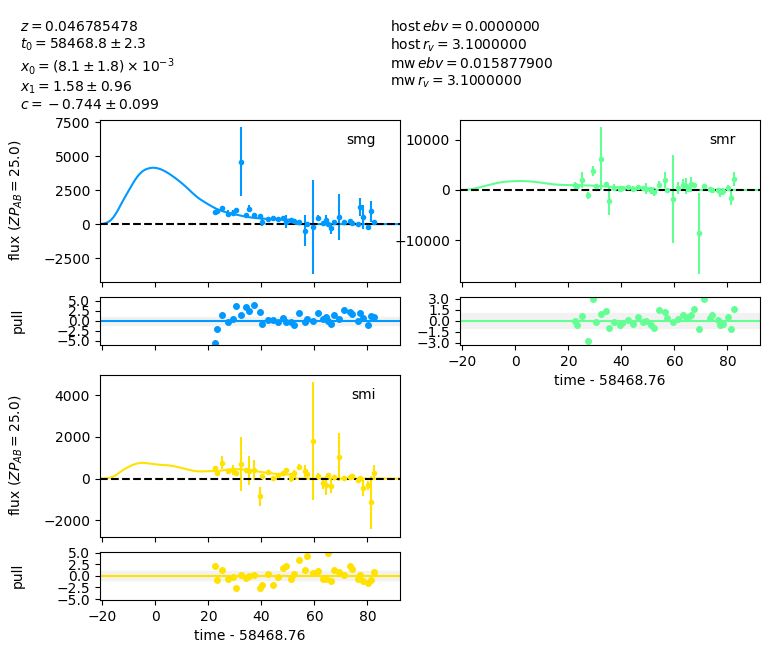 z = 0.046785478
t₀ = 58468.8 ± 2.3
x₀ = (8.1 ± 1.8) × 10⁻³
x₁ = 1.58 ± 0.96
c = −0.744 ± 0.099
host ebv = 0.0000000
host r_v = 3.1000000
mw ebv = 0.015877900
mw r_v = 3.1000000
smg
7500
5000
2500
0
−2500
flux (ZP_AB = 25.0)
smr
10000
0
−10000
5.0
2.5
0.0
−2.5
−5.0
pull
3.0
1.5
0.0
−1.5
−3.0
−20 0 20 40 60 80
time - 58468.76
smi
4000
2000
0
−2000
flux (ZP_AB = 25.0)
5.0
2.5
0.0
−2.5
−5.0
pull
−20 0 20 40 60 80
time - 58468.76